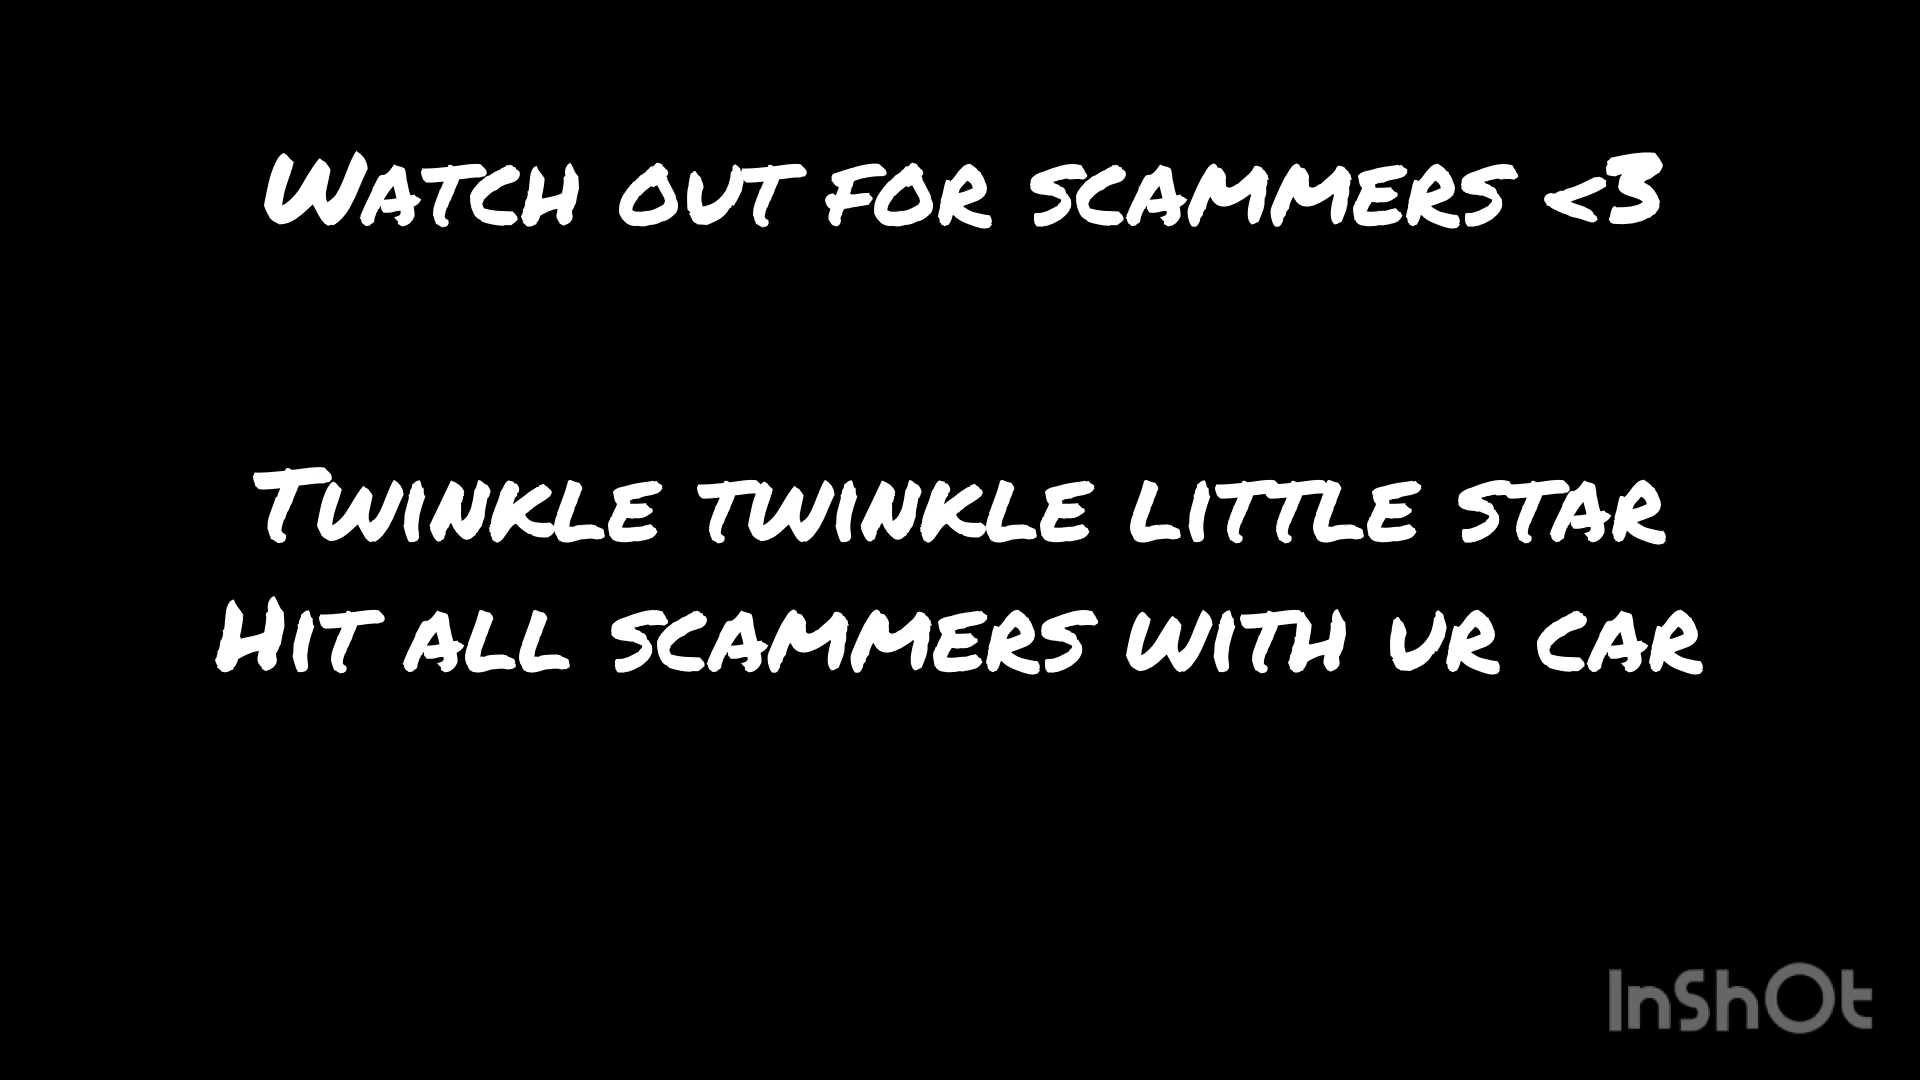 Watch out for scammers <3
Twinkle twinkle little star
Hit all scammers with ur car
InShOt